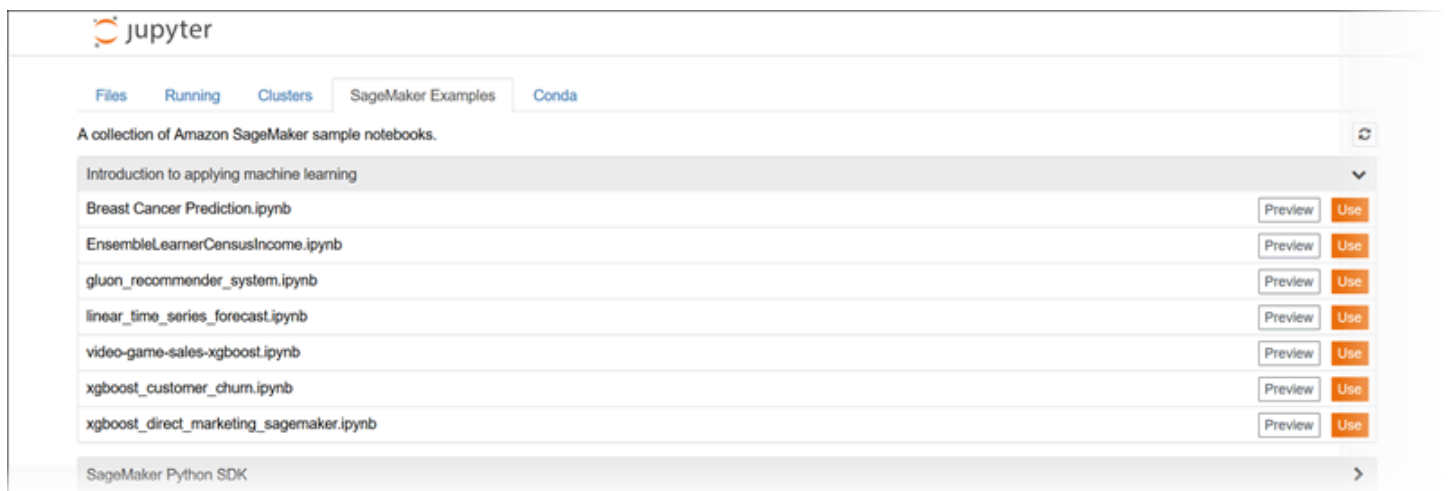 jupyter
Files Running Clusters SageMaker Examples Conda
A collection of Amazon SageMaker sample notebooks.
Introduction to applying machine learning
Breast Cancer Prediction.ipynb Preview Use
EnsembleLearnerCensusIncome.ipynb Preview Use
gluon_recommender_system.ipynb Preview Use
linear_time_series_forecast.ipynb Preview Use
video-game-sales-xgboost.ipynb Preview Use
xgboost_customer_churn.ipynb Preview Use
xgboost_direct_marketing_sagemaker.ipynb Preview Use
SageMaker Python SDK